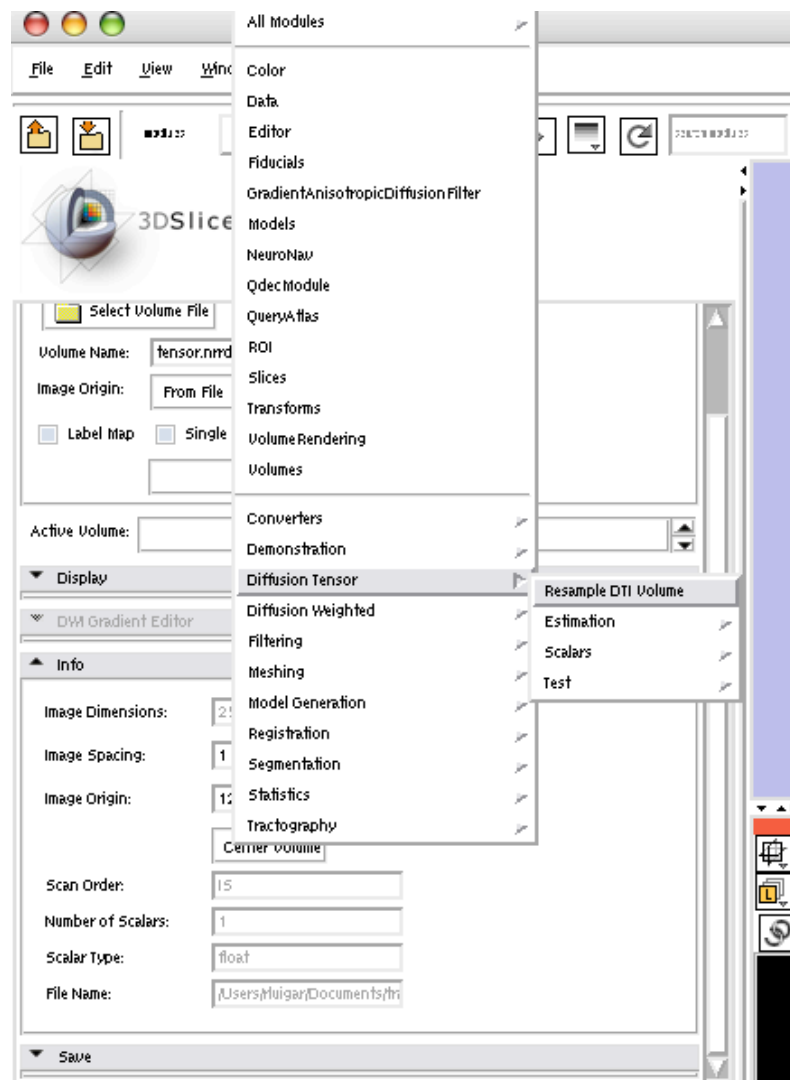 All Modules
File Edit View
Color
Data
Editor
Fiducials
GradientAnisotropicDiffusionFilter
Models
NeuroNav
QdecModule
QueryAtlas
ROI
Slices
Transforms
VolumeRendering
Volumes
Converters
Demonstration
Diffusion Tensor
Diffusion Weighted
Filtering
Meshing
Model Generation
Registration
Segmentation
Statistics
Tractography
Resample DTI Volume
Estimation
Scalars
Test
3DSlice
Select Volume File
Volume Name: tensor.nrrd
Image Origin: From File
Label Map Single
Active Volume:
Display
DWI Gradient Editor
Info
Image Dimensions:
Image Spacing: 1
Image Origin:
Center Volume
Scan Order: IS
Number of Scalars: 1
Scalar Type: float
File Name:
Save
L